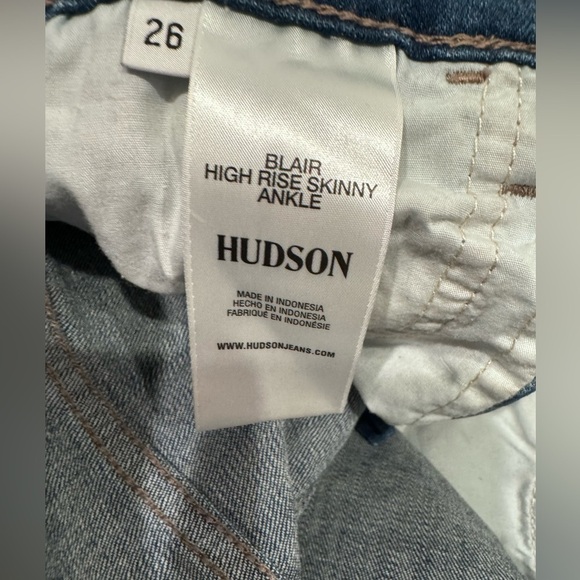 26
BLAIR
HIGH RISE SKINNY
ANKLE
HUDSON
MADE IN INDONESIA
HECHO EN INDONESIA
FABRIQUÉ EN INDONÉSIE
WWW.HUDSONJEANS.COM